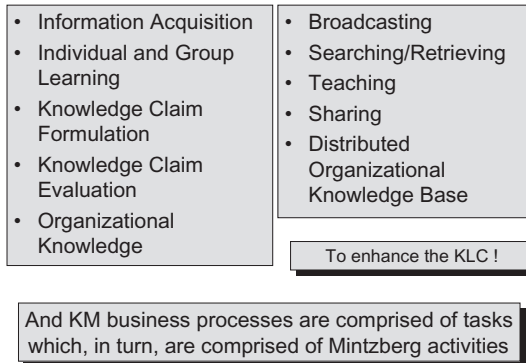 • Information Acquisition
• Individual and Group
Learning
• Knowledge Claim
Formulation
• Knowledge Claim
Evaluation
• Organizational
Knowledge
• Broadcasting
• Searching/Retrieving
• Teaching
• Sharing
• Distributed
Organizational
Knowledge Base
To enhance the KLC !
And KM business processes are comprised of tasks
which, in turn, are comprised of Mintzberg activities